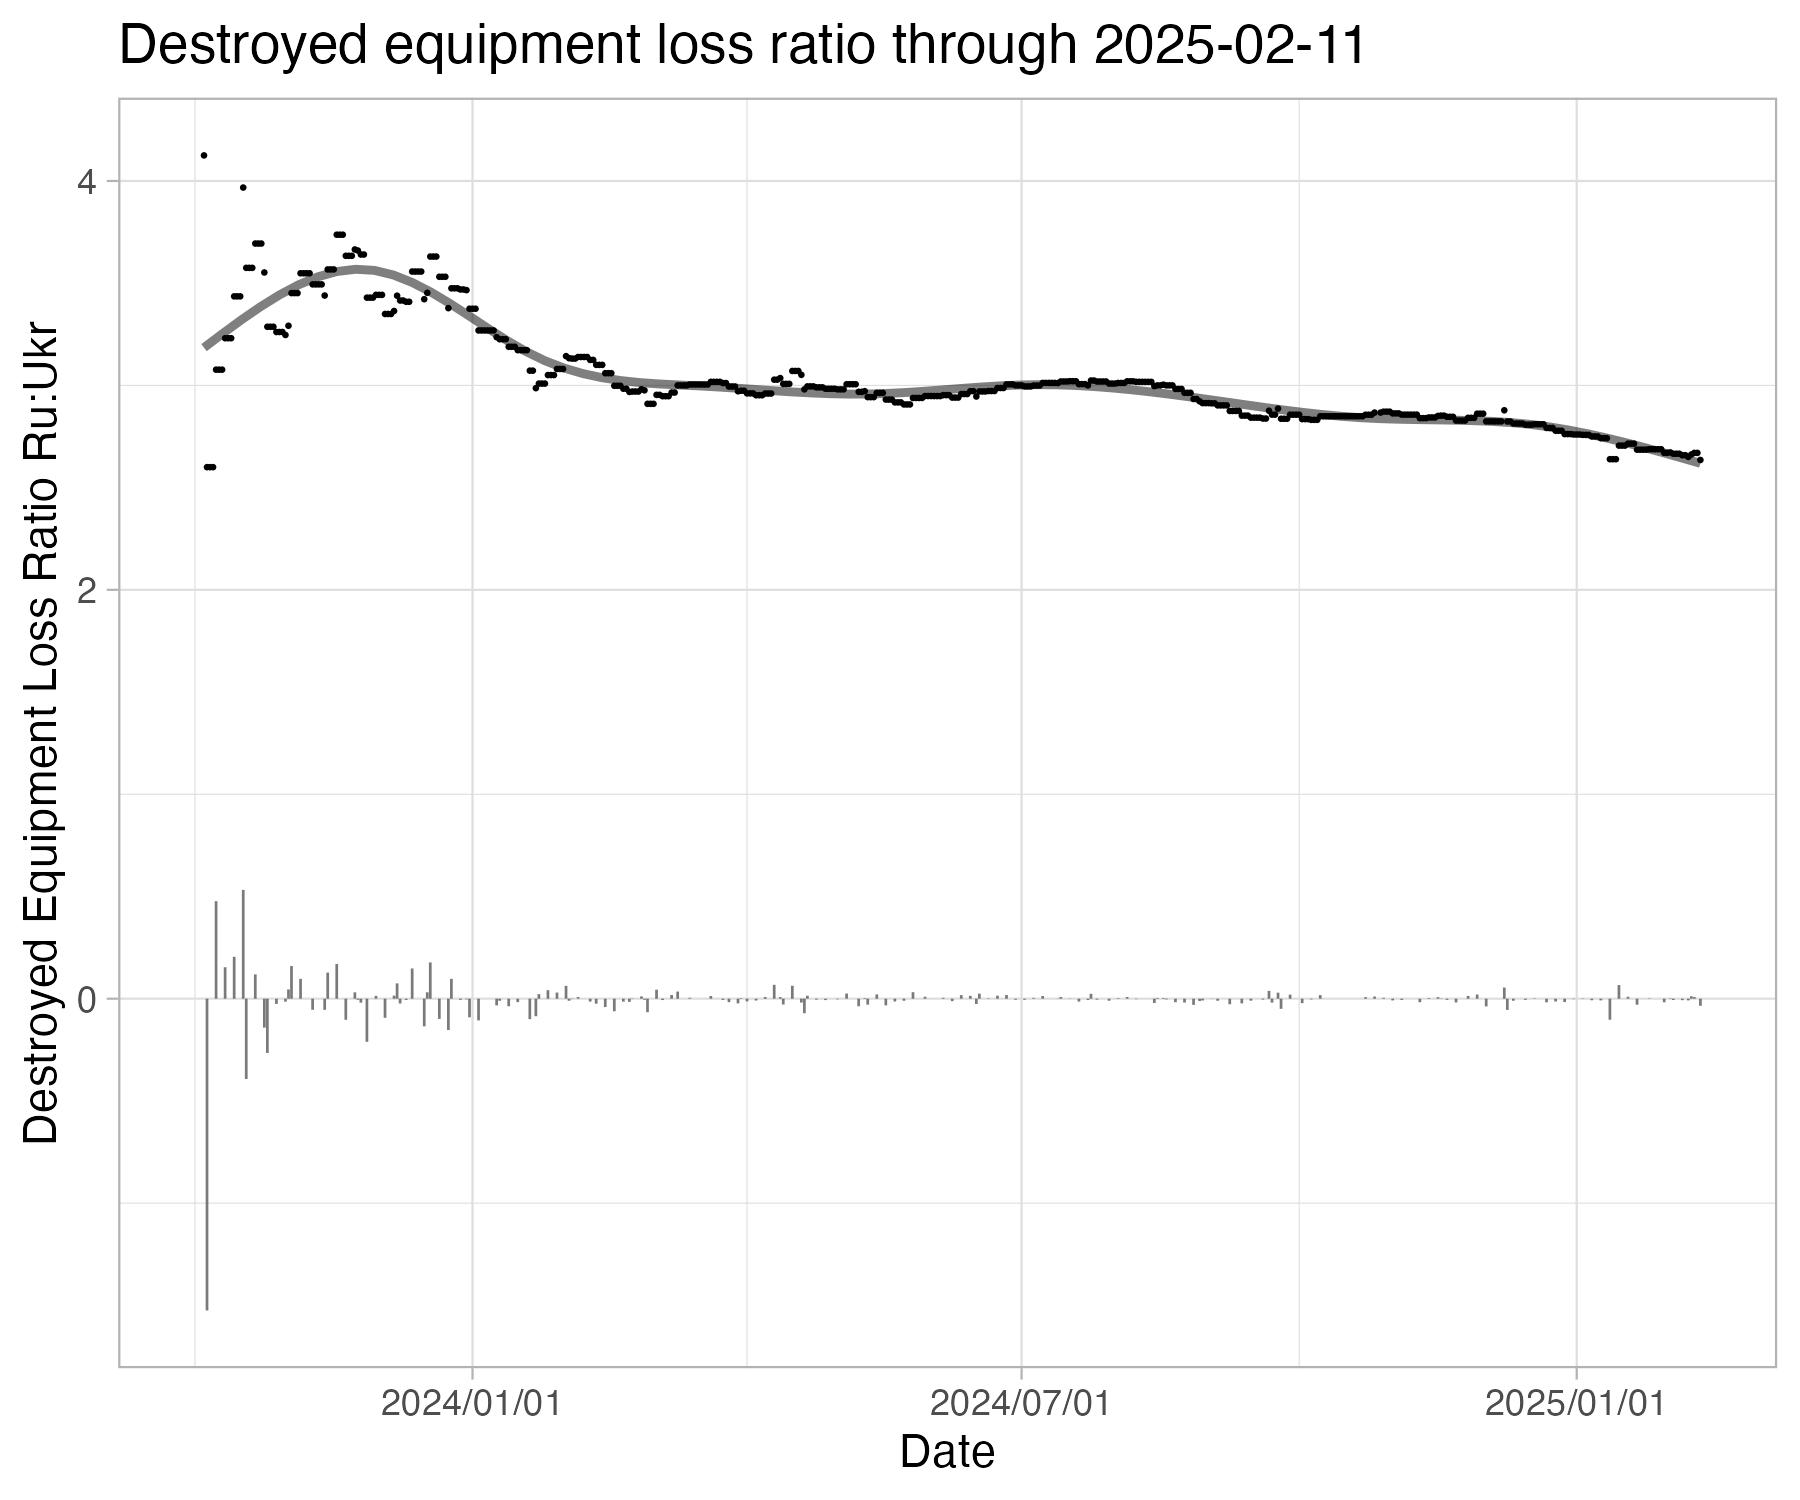 Destroyed equipment loss ratio through 2025-02-11
Destroyed Equipment Loss Ratio Ru:Ukr
4
2
0
2024/01/01
2024/07/01
2025/01/01
Date